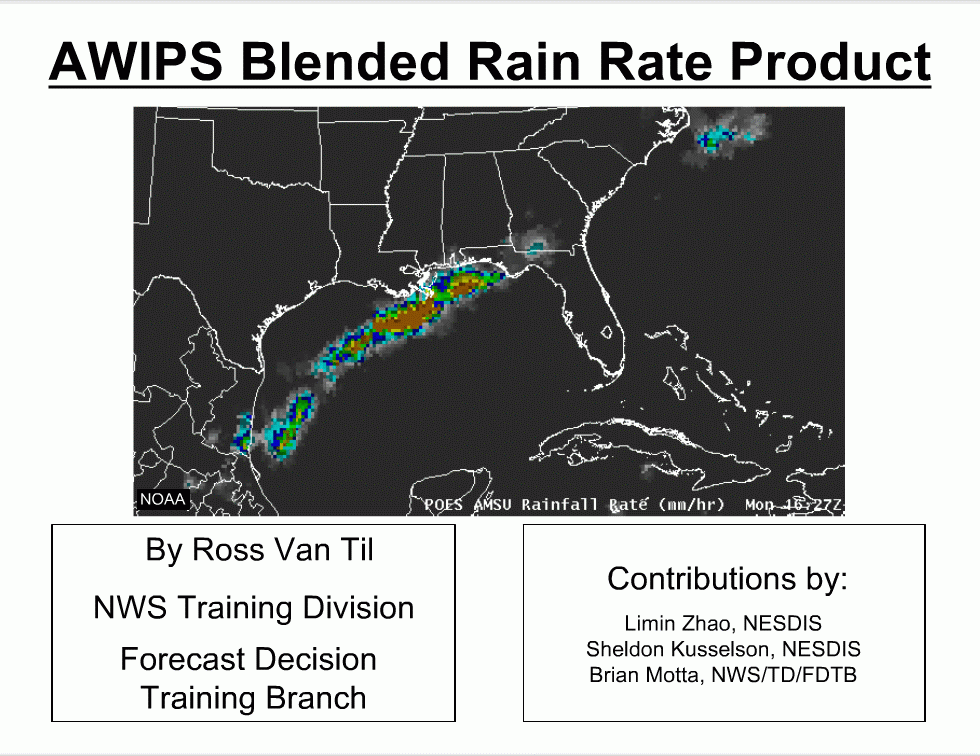 AWIPS Blended Rain Rate Product
NOAA
POES AMSU Rainfall Rate (mm/hr) Mon 16:27Z
By Ross Van Til
NWS Training Division
Forecast Decision
Training Branch
Contributions by:
Limin Zhao, NESDIS
Sheldon Kusselson, NESDIS
Brian Motta, NWS/TD/FDTB